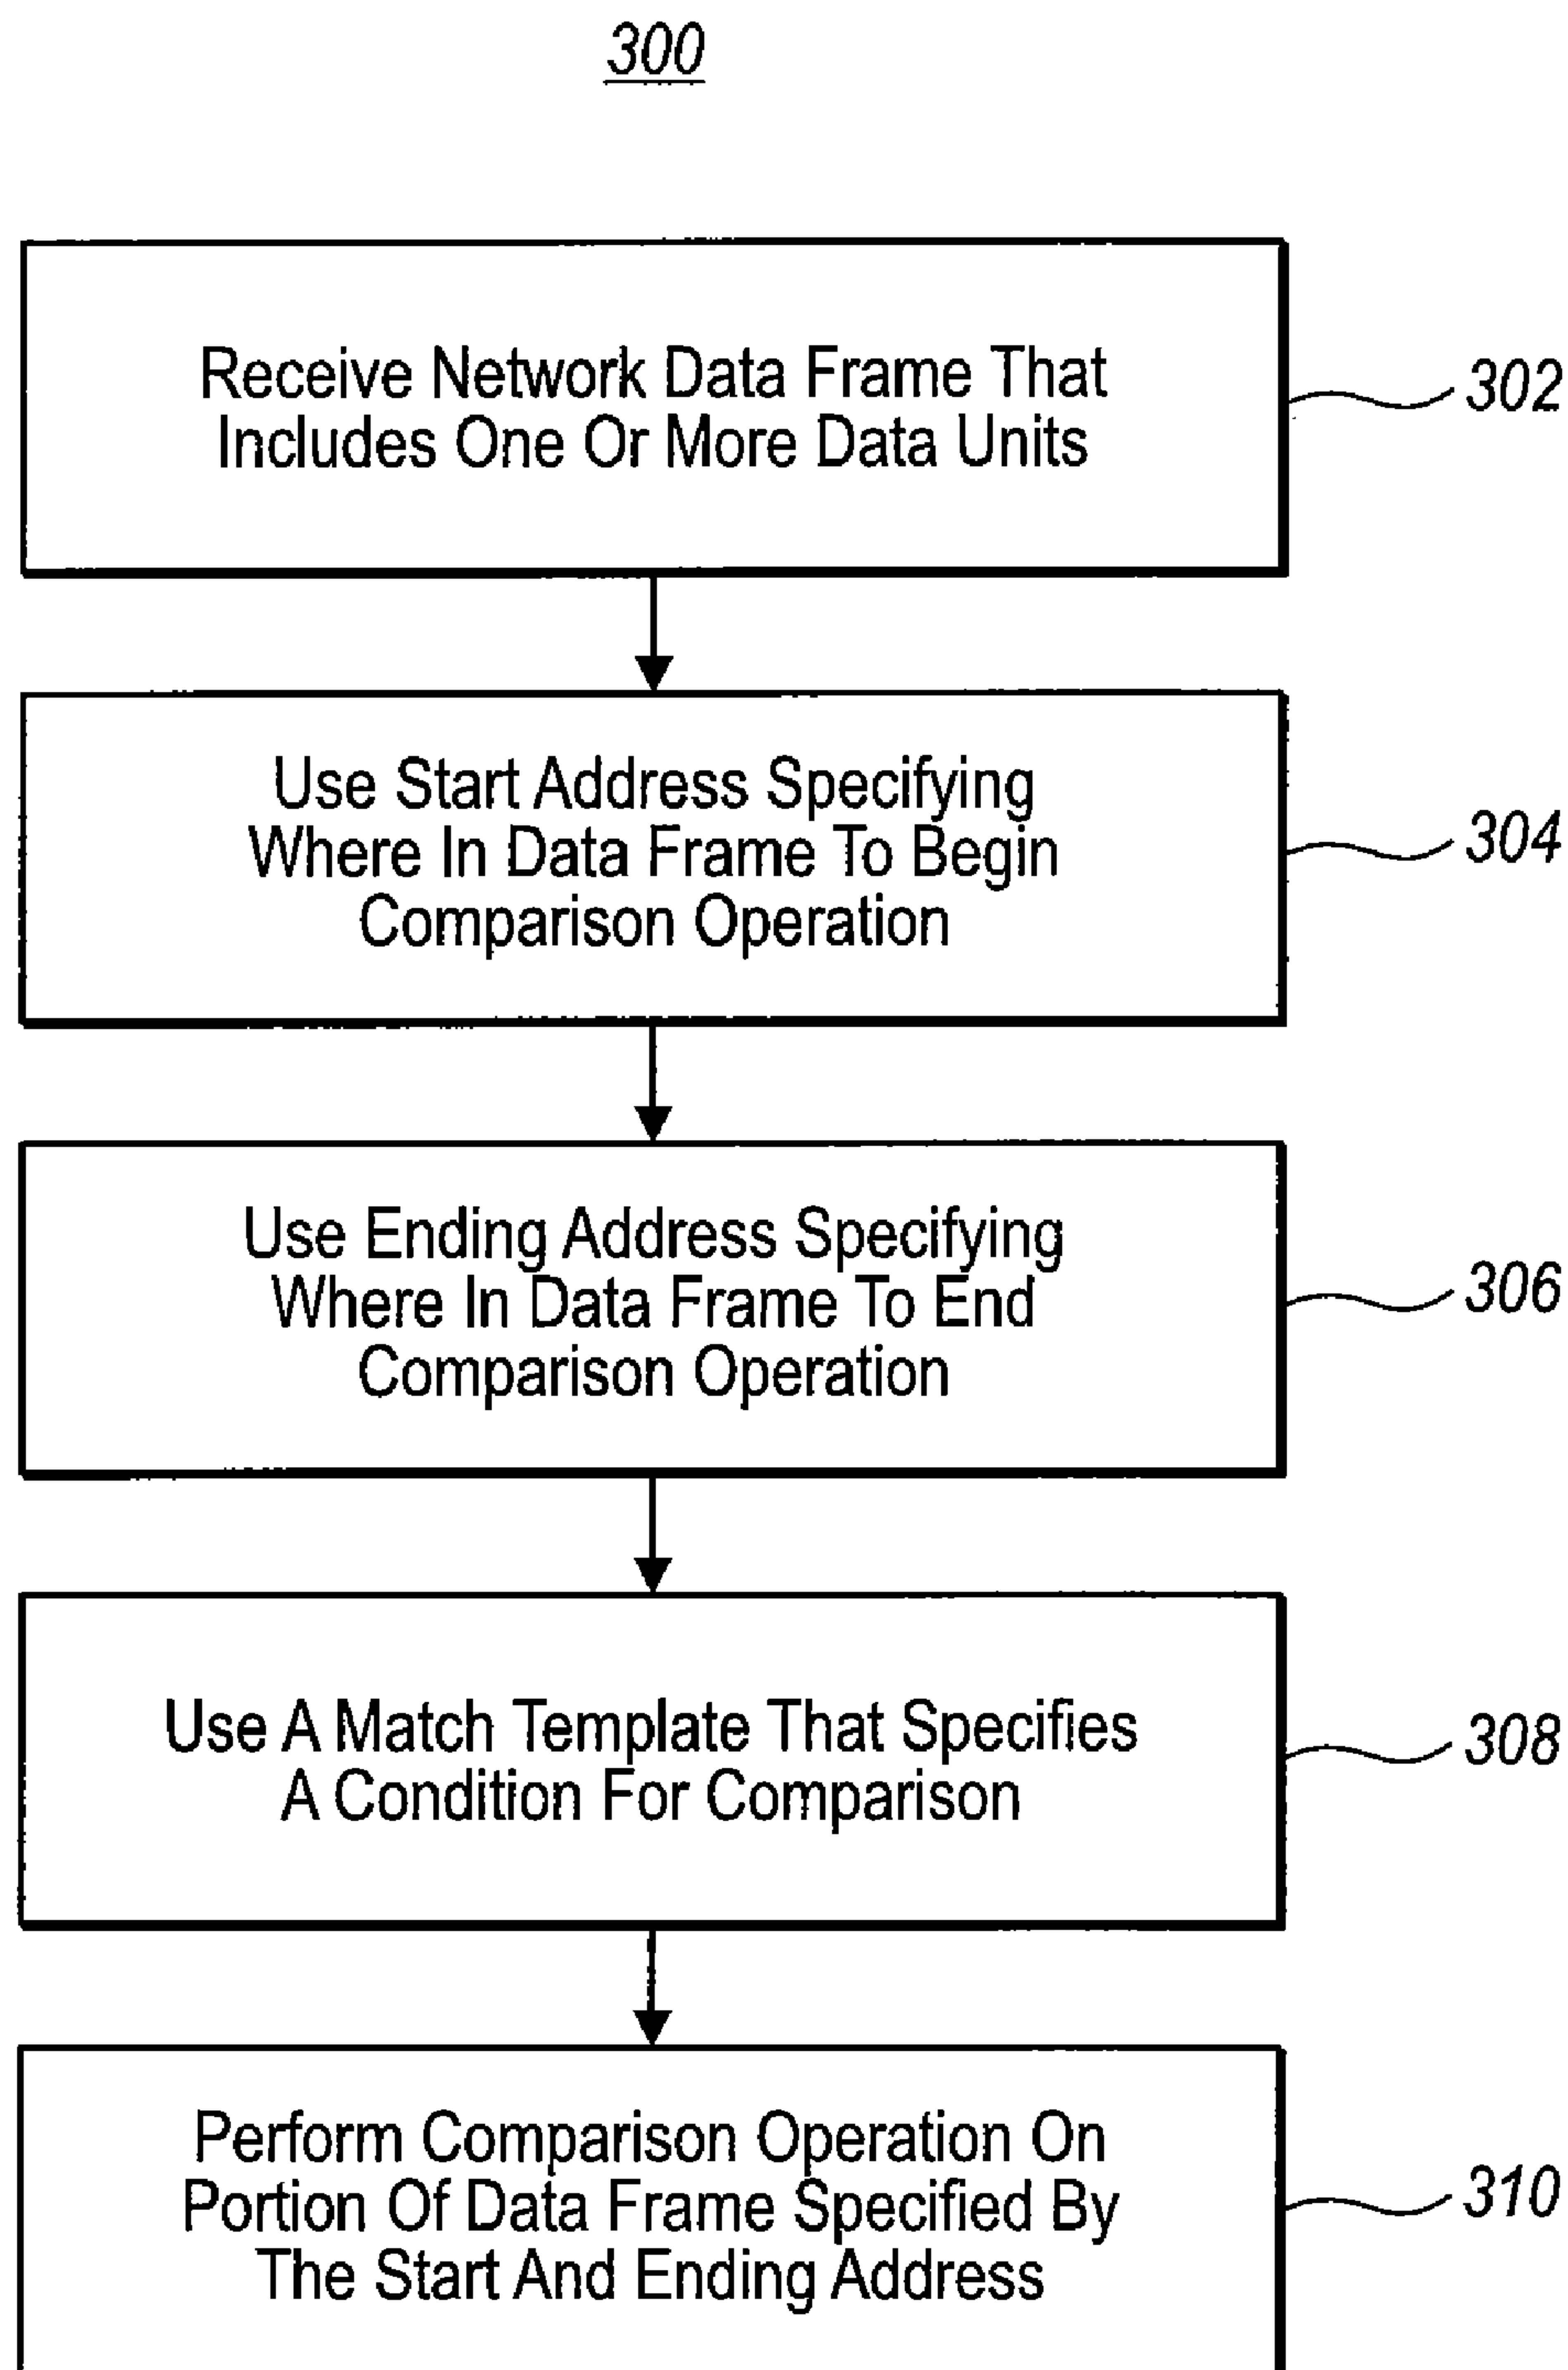 300
Receive Network Data Frame That
Includes One Or More Data Units
302
Use Start Address Specifying
Where In Data Frame To Begin
Comparison Operation
304
Use Ending Address Specifying
Where In Data Frame To End
Comparison Operation
306
Use A Match Template That Specifies
A Condition For Comparison
308
Perform Comparison Operation On
Portion Of Data Frame Specified By
The Start And Ending Address
310